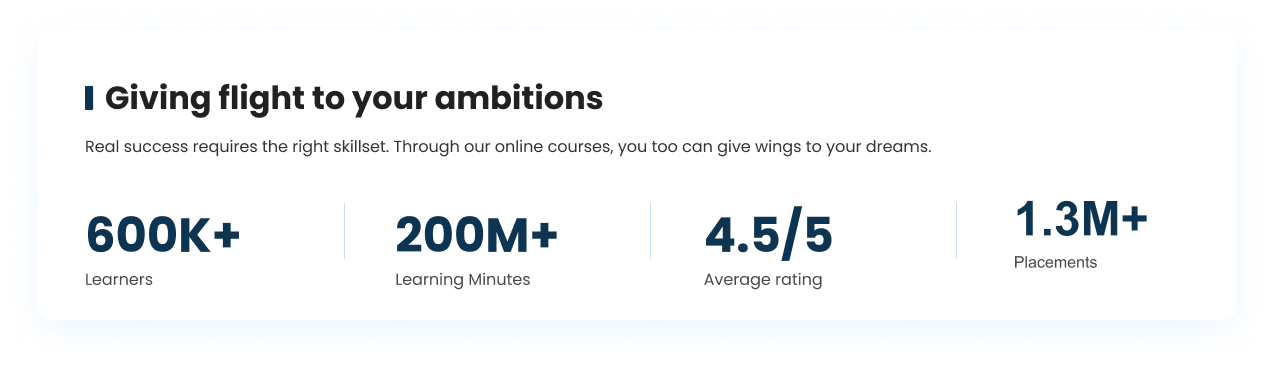 Giving flight to your ambitions
Real success requires the right skillset. Through our online courses, you too can give wings to your dreams.
600K+
Learners
200M+
Learning Minutes
4.5/5
Average rating
1.3M+
Placements